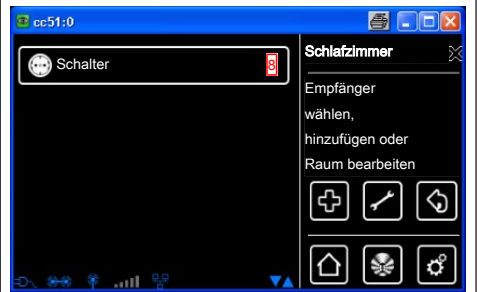 cc51:0
Schalter
8
Schlafzimmer
Empfänger
wählen,
hinzufügen oder
Raum bearbeiten